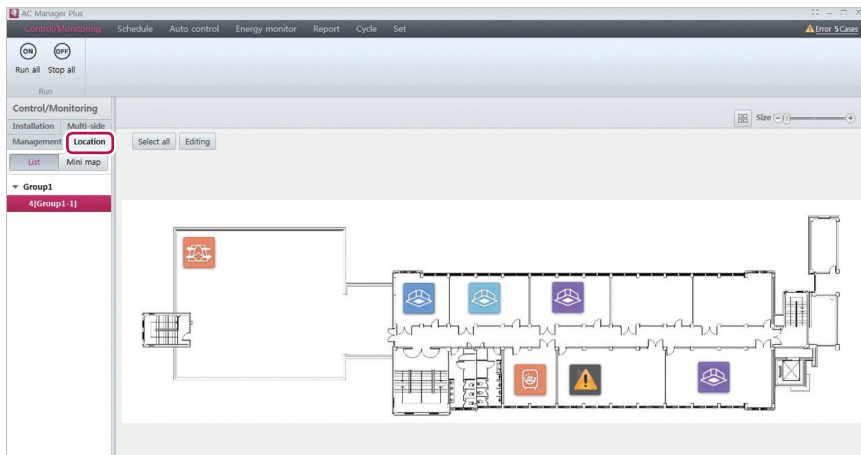 AC Manager Plus
Control/Monitoring Schedule Auto control Energy monitor Report Cycle Set Error 5 Cases
ON OFF
Run all Stop all
Run
Control/Monitoring
Installation Multi-side
Management Location
Size
Select all Editing
List Mini map
Group1
4[Group1-1]